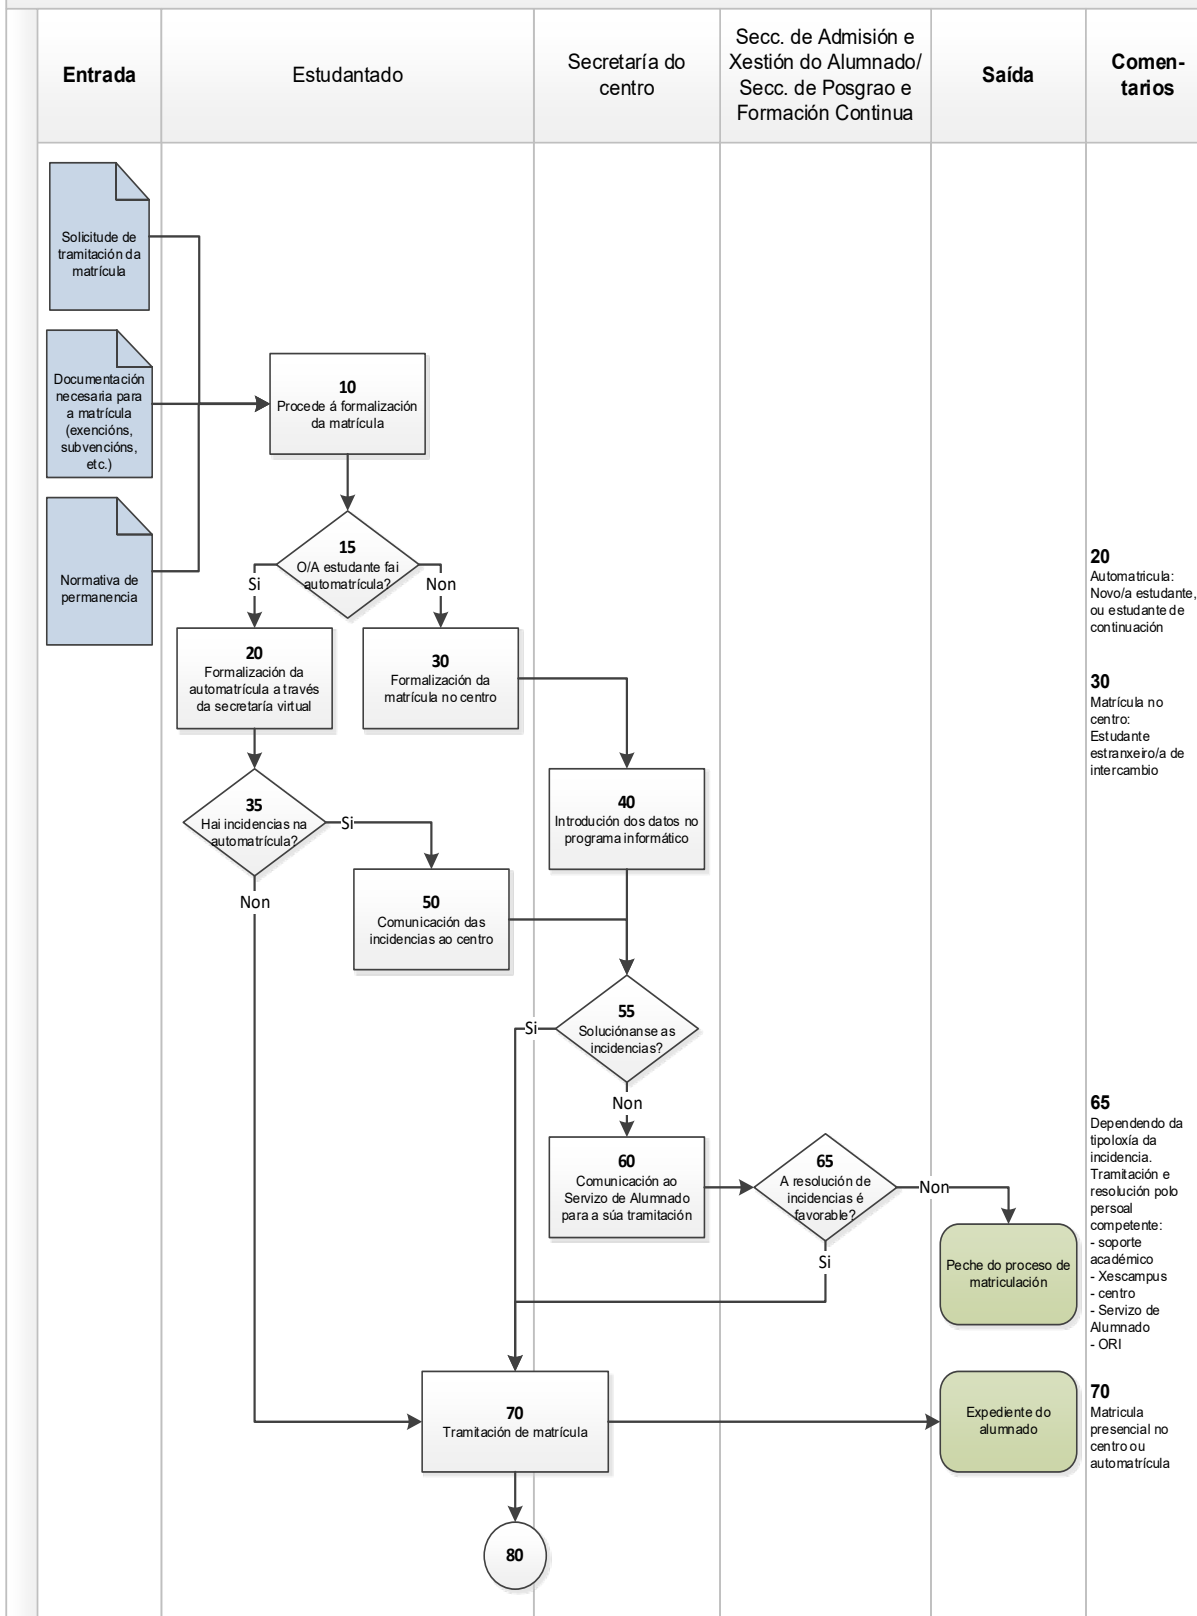 Entrada
Estudantado
Secretaría do
centro
Secc. de Admisión e
Xestión do Alumnado/
Secc. de Posgrao e
Formación Continua
Saída
Comen-
tarios
Solicitude de
tramitación da
matrícula
Documentación
necesaria para
a matrícula
(exencións,
subvencións,
etc.)
Normativa de
permanencia
10
Procede á formalización
da matrícula
15
O/A estudante fai
automatrícula?
Si
Non
20
Formalización da
automatrícula a través
da secretaría virtual
30
Formalización da
matrícula no centro
20
Automatricula:
Novo/a estudante,
ou estudante de
continuación
30
Matrícula no
centro:
Estudante
estranxeiro/a de
intercambio
35
Hai incidencias na
automatrícula?
Si
Non
40
Introdución dos datos no
programa informático
50
Comunicación das
incidencias ao centro
55
Soluciónanse as
incidencias?
Si
Non
60
Comunicación ao
Servizo de Alumnado
para a súa tramitación
65
A resolución de
incidencias é
favorable?
Non
Si
Peche do proceso de
matriculación
65
Dependendo da
tipoloxía da
incidencia.
Tramitación e
resolución polo
persoal
competente:
- soporte
académico
- Xescampus
- centro
- Servizo de
Alumnado
- ORI
70
Tramitación de matrícula
Expediente do
alumnado
70
Matricula
presencial no
centro ou
automatrícula
80